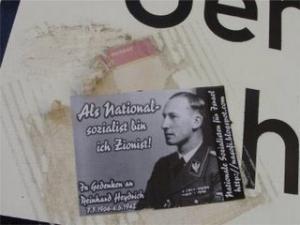 Als National-
sozialist bin
ich Zionist!
In Gedenken an
Reinhard Heydrich
7.3.1904-4.6.1942
Nationale Sozialisten für Israel
h